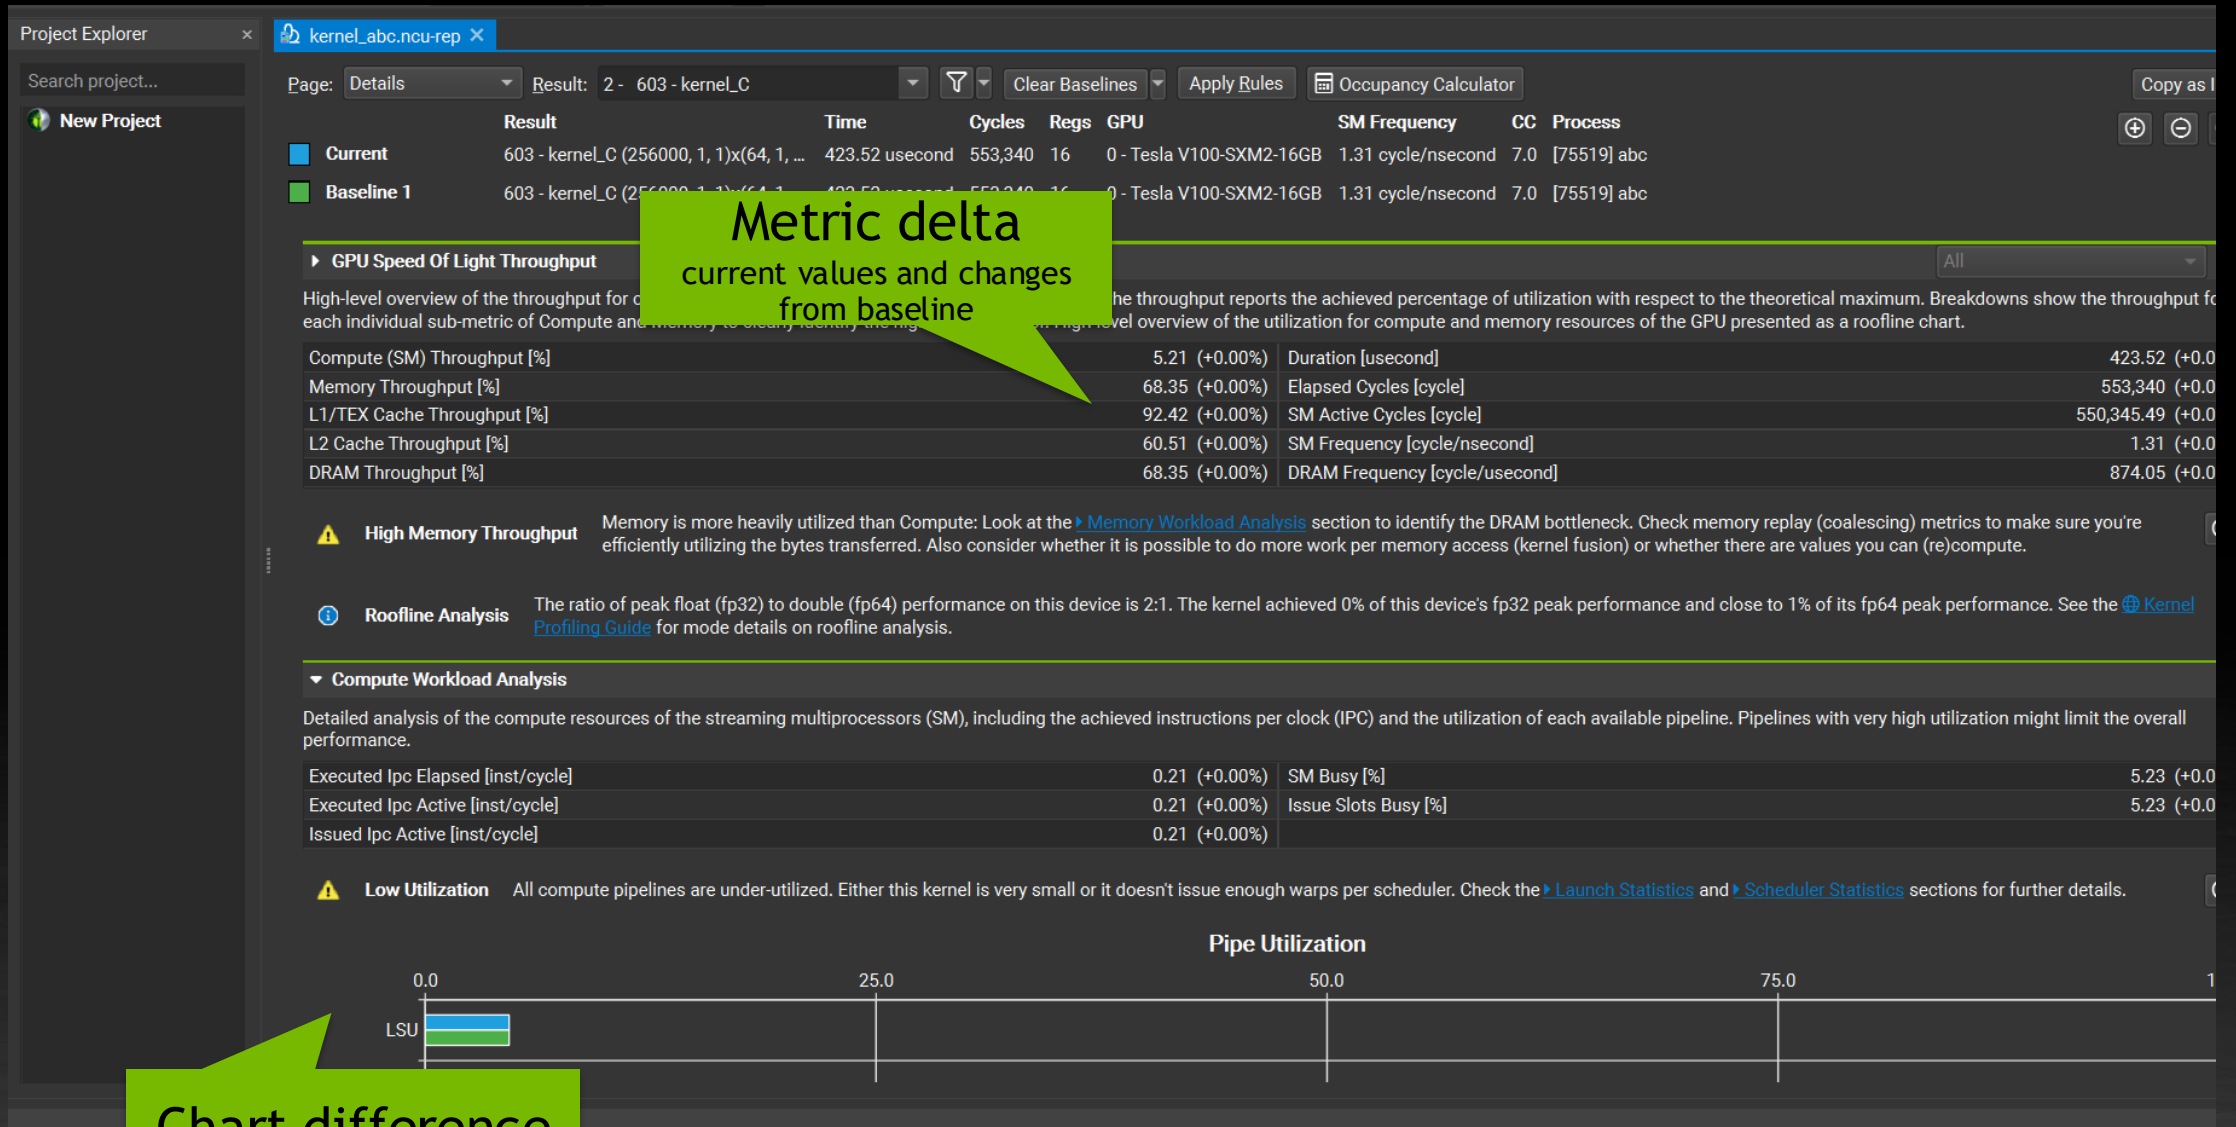 Project Explorer
kernel_abc.ncu-rep
Search project...
New Project
Page: Details Result: 2 - 603 - kernel_C Clear Baselines Apply Rules Occupancy Calculator Copy as I
Result Time Cycles Regs GPU SM Frequency CC Process
Current 603 - kernel_C (256000, 1, 1)x(64, 1, ... 423.52 usecond 553,340 16 0 - Tesla V100-SXM2-16GB 1.31 cycle/nsecond 7.0 [75519] abc
Baseline 1 603 - kernel_C 0 - Tesla V100-SXM2-16GB 1.31 cycle/nsecond 7.0 [75519] abc
Metric delta
current values and changes
from baseline
GPU Speed Of Light Throughput All
High-level overview of the throughput for he throughput reports the achieved percentage of utilization with respect to the theoretical maximum. Breakdowns show the throughput fo
each individual sub-metric of Compute and vel overview of the utilization for compute and memory resources of the GPU presented as a roofline chart.
Compute (SM) Throughput [%] 5.21 (+0.00%) Duration [usecond] 423.52 (+0.0
Memory Throughput [%] 68.35 (+0.00%) Elapsed Cycles [cycle] 553,340 (+0.0
L1/TEX Cache Throughput [%] 92.42 (+0.00%) SM Active Cycles [cycle] 550,345.49 (+0.0
L2 Cache Throughput [%] 60.51 (+0.00%) SM Frequency [cycle/nsecond] 1.31 (+0.0
DRAM Throughput [%] 68.35 (+0.00%) DRAM Frequency [cycle/usecond] 874.05 (+0.0
High Memory Throughput Memory is more heavily utilized than Compute: Look at the Memory Workload Analysis section to identify the DRAM bottleneck. Check memory replay (coalescing) metrics to make sure you're
efficiently utilizing the bytes transferred. Also consider whether it is possible to do more work per memory access (kernel fusion) or whether there are values you can (re)compute.
Roofline Analysis The ratio of peak float (fp32) to double (fp64) performance on this device is 2:1. The kernel achieved 0% of this device's fp32 peak performance and close to 1% of its fp64 peak performance. See the Kernel
Profiling Guide for mode details on roofline analysis.
Compute Workload Analysis
Detailed analysis of the compute resources of the streaming multiprocessors (SM), including the achieved instructions per clock (IPC) and the utilization of each available pipeline. Pipelines with very high utilization might limit the overall
performance.
Executed Ipc Elapsed [inst/cycle] 0.21 (+0.00%) SM Busy [%] 5.23 (+0.0
Executed Ipc Active [inst/cycle] 0.21 (+0.00%) Issue Slots Busy [%] 5.23 (+0.0
Issued Ipc Active [inst/cycle] 0.21 (+0.00%)
Low Utilization All compute pipelines are under-utilized. Either this kernel is very small or it doesn't issue enough warps per scheduler. Check the Launch Statistics and Scheduler Statistics sections for further details.
Pipe Utilization
0.0 25.0 50.0 75.0 1
LSU
Chart difference